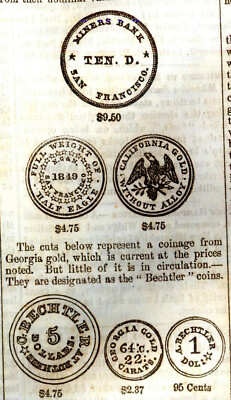 MINERS BANK
TEN. D.
SAN FRANCISCO.
$9.50
FULL WEIGHT OF
1849
HALF EAGLE
CALIFORNIA GOLD
WITHOUT ALLOY
$4.75
$4.75
The cuts below represent a coinage from
Georgia gold, which is current at the prices
noted. But little of it is in circulation.—
They are designated as the "Bechtler" coins.
C. BECHTLER
5
DOLLARS.
GEORGIA GOLD
22
CARATS.
A. BECHTLER
1
DOL:
$4.75
$2.37
95 Cents